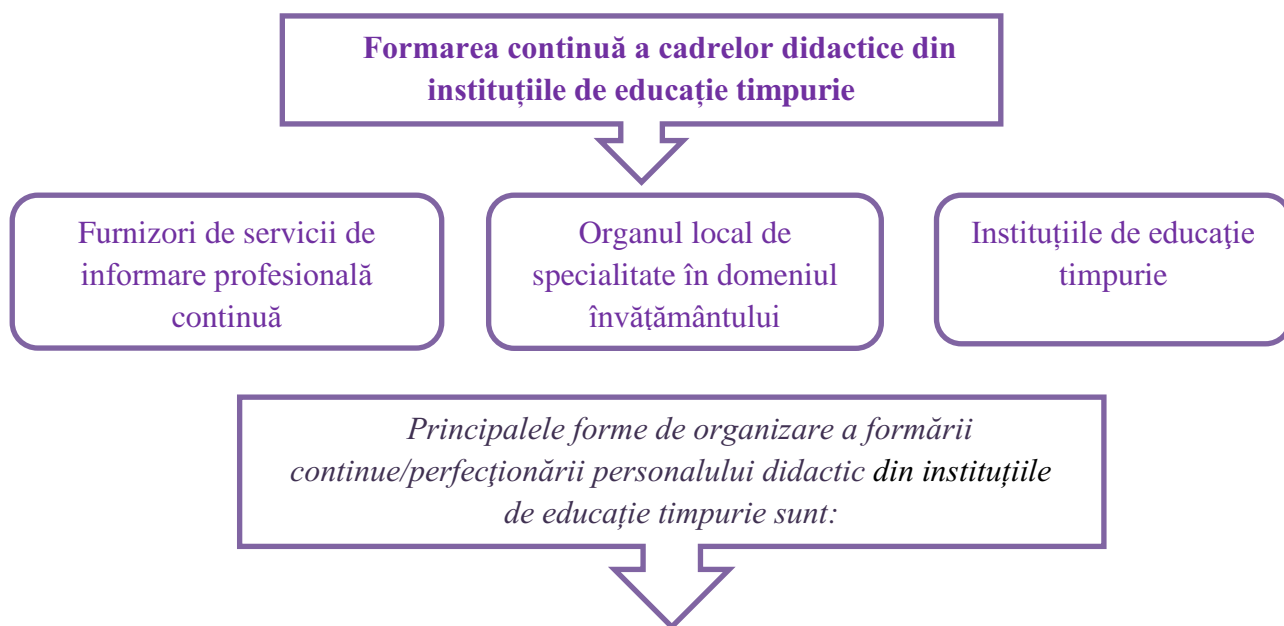 Formarea continuă a cadrelor didactice din
instituțiile de educație timpurie
Furnizori de servicii de
informare profesională
continuă
Organul local de
specialitate în domeniul
învățământului
Instituțiile de educaţie
timpurie
Principalele forme de organizare a formării
continue/perfecţionării personalului didactic din instituțiile
de educație timpurie sunt: